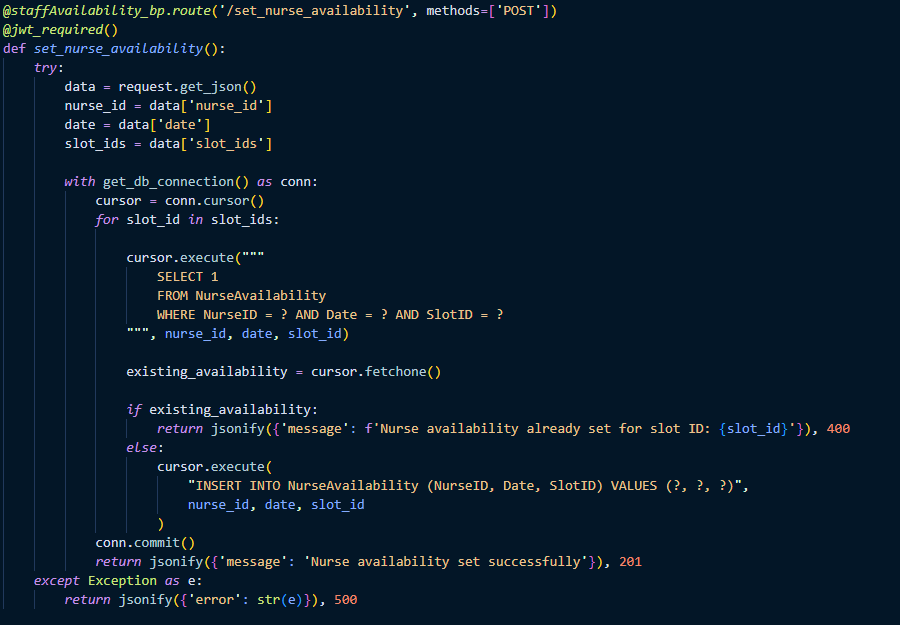 @staffAvailability_bp.route('/set_nurse_availability', methods=['POST'])
@jwt_required()
def set_nurse_availability():
    try:
        data = request.get_json()
        nurse_id = data['nurse_id']
        date = data['date']
        slot_ids = data['slot_ids']

        with get_db_connection() as conn:
            cursor = conn.cursor()
            for slot_id in slot_ids:

                cursor.execute("""
                    SELECT 1
                    FROM NurseAvailability
                    WHERE NurseID = ? AND Date = ? AND SlotID = ?
                """, nurse_id, date, slot_id)

                existing_availability = cursor.fetchone()

                if existing_availability:
                    return jsonify({'message': f'Nurse availability already set for slot ID: {slot_id}'}), 400
                else:
                    cursor.execute(
                        "INSERT INTO NurseAvailability (NurseID, Date, SlotID) VALUES (?, ?, ?)",
                        nurse_id, date, slot_id
                    )
            conn.commit()
            return jsonify({'message': 'Nurse availability set successfully'}), 201
    except Exception as e:
        return jsonify({'error': str(e)}), 500